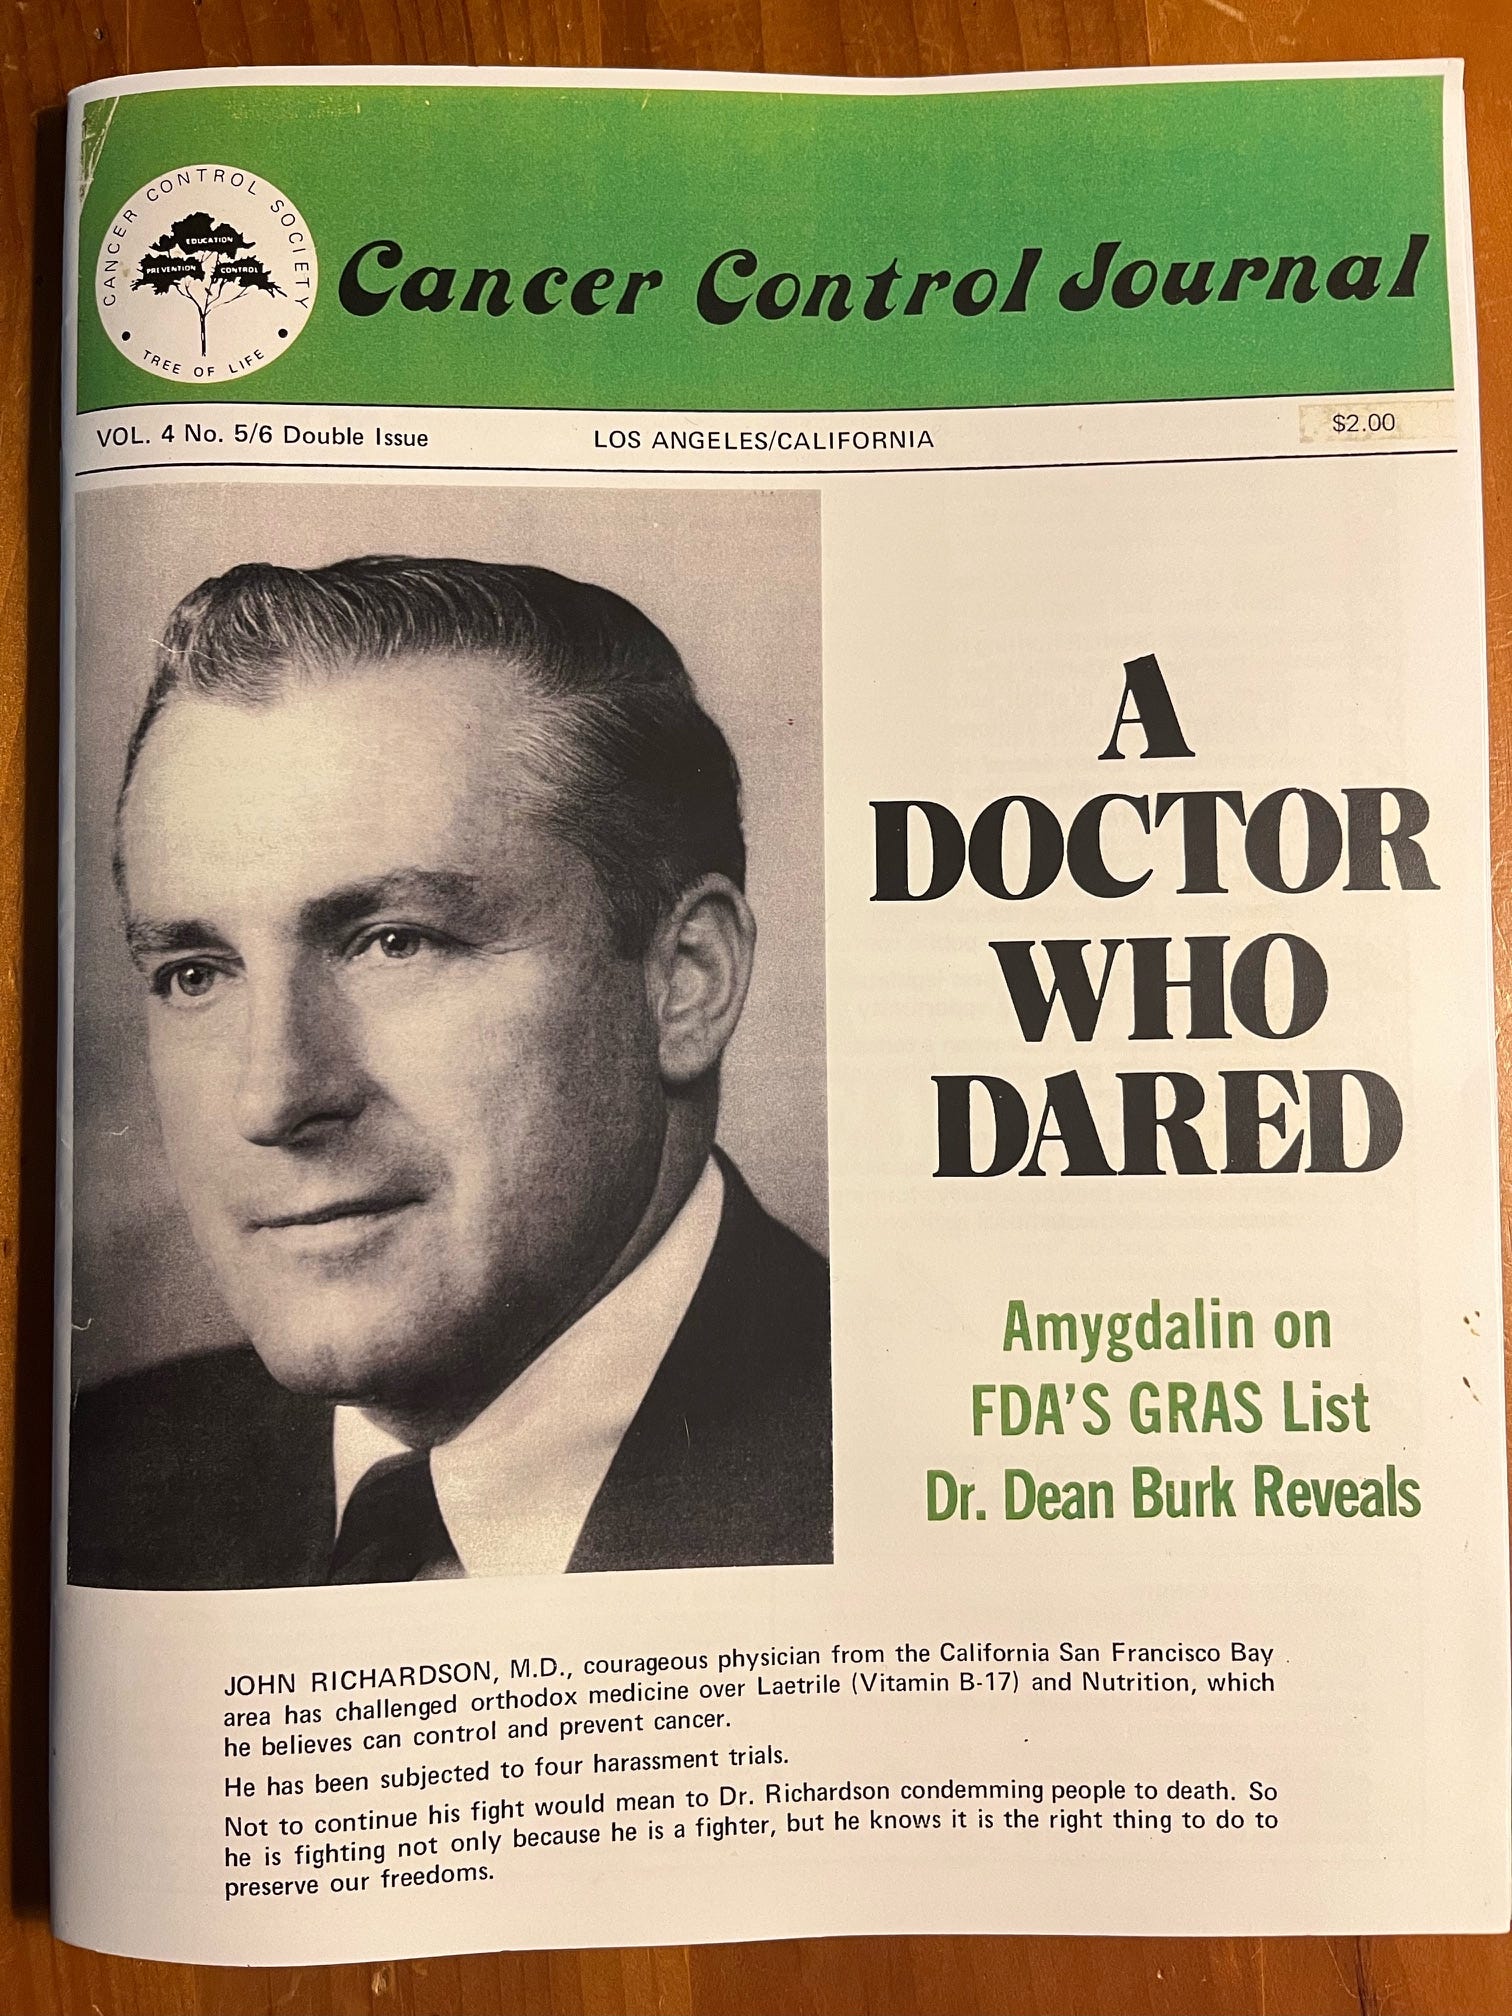 CANCER CONTROL SOCIETY
EDUCATION
PREVENTION CONTROL
• TREE OF LIFE •
Cancer Control Journal
VOL. 4 No. 5/6 Double Issue
LOS ANGELES/CALIFORNIA
$2.00
A
DOCTOR
WHO
DARED
Amygdalin on
FDA'S GRAS List
Dr. Dean Burk Reveals
JOHN RICHARDSON, M.D., courageous physician from the California San Francisco Bay
area has challenged orthodox medicine over Laetrile (Vitamin B-17) and Nutrition, which
he believes can control and prevent cancer.
He has been subjected to four harassment trials.
Not to continue his fight would mean to Dr. Richardson condemming people to death. So
he is fighting not only because he is a fighter, but he knows it is the right thing to do to
preserve our freedoms.